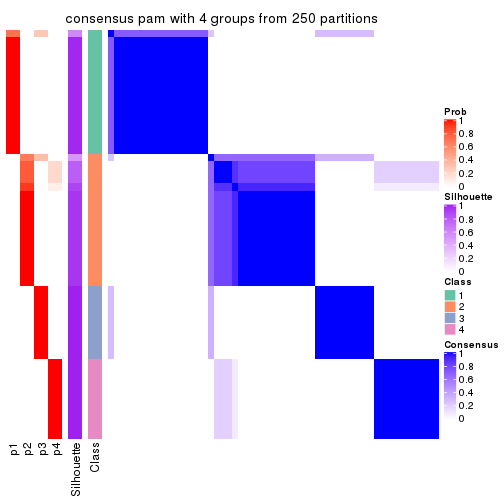 consensus pam with 4 groups from 250 partitions
Prob
1
0.8
0.6
0.4
0.2
0
Silhouette
1
0.8
0.6
0.4
0.2
0
Class
1
2
3
4
Consensus
1
0.8
0.6
0.4
0.2
0
p1
p2
p3
p4
Silhouette
Class